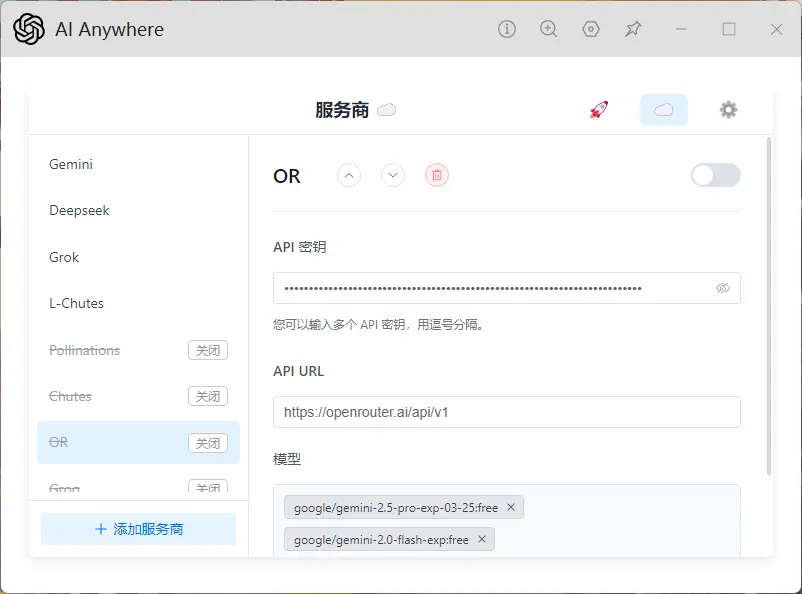 AI Anywhere
服务商
Gemini
Deepseek
Grok
L-Chutes
Pollinations 关闭
Chutes 关闭
OR 关闭
Groq 关闭
+ 添加服务商
OR
API 密钥
您可以输入多个 API 密钥，用逗号分隔。
API URL
https://openrouter.ai/api/v1
模型
google/gemini-2.5-pro-exp-03-25:free ×
google/gemini-2.0-flash-exp:free ×